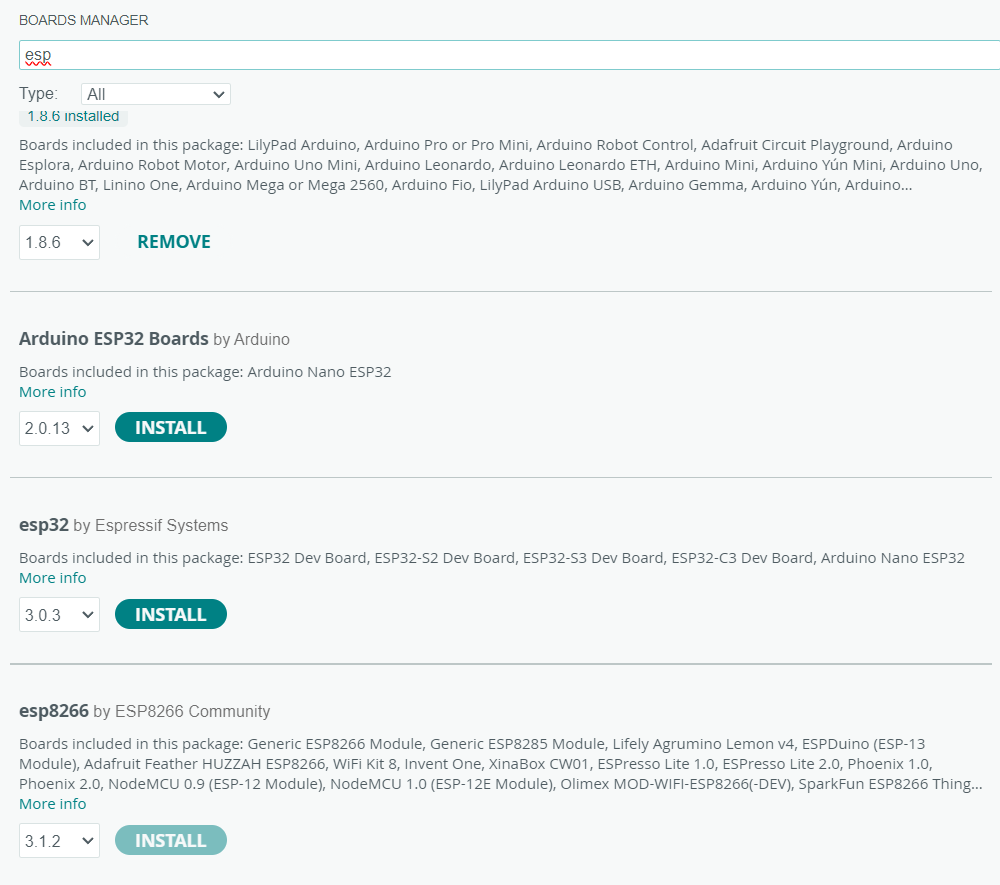 BOARDS MANAGER
esp
Type: All
1.8.6 installed
Boards included in this package: LilyPad Arduino, Arduino Pro or Pro Mini, Arduino Robot Control, Adafruit Circuit Playground, Arduino
Esplora, Arduino Robot Motor, Arduino Uno Mini, Arduino Leonardo, Arduino Leonardo ETH, Arduino Mini, Arduino Yún Mini, Arduino Uno,
Arduino BT, Linino One, Arduino Mega or Mega 2560, Arduino Fio, LilyPad Arduino USB, Arduino Gemma, Arduino Yún, Arduino...
More info
1.8.6 REMOVE
Arduino ESP32 Boards by Arduino
Boards included in this package: Arduino Nano ESP32
More info
2.0.13 INSTALL
esp32 by Espressif Systems
Boards included in this package: ESP32 Dev Board, ESP32-S2 Dev Board, ESP32-S3 Dev Board, ESP32-C3 Dev Board, Arduino Nano ESP32
More info
3.0.3 INSTALL
esp8266 by ESP8266 Community
Boards included in this package: Generic ESP8266 Module, Generic ESP8285 Module, Lifely Agrumino Lemon v4, ESPDuino (ESP-13
Module), Adafruit Feather HUZZAH ESP8266, WiFi Kit 8, Invent One, XinaBox CW01, ESPresso Lite 1.0, ESPresso Lite 2.0, Phoenix 1.0,
Phoenix 2.0, NodeMCU 0.9 (ESP-12 Module), NodeMCU 1.0 (ESP-12E Module), Olimex MOD-WIFI-ESP8266(-DEV), SparkFun ESP8266 Thing...
More info
3.1.2 INSTALL